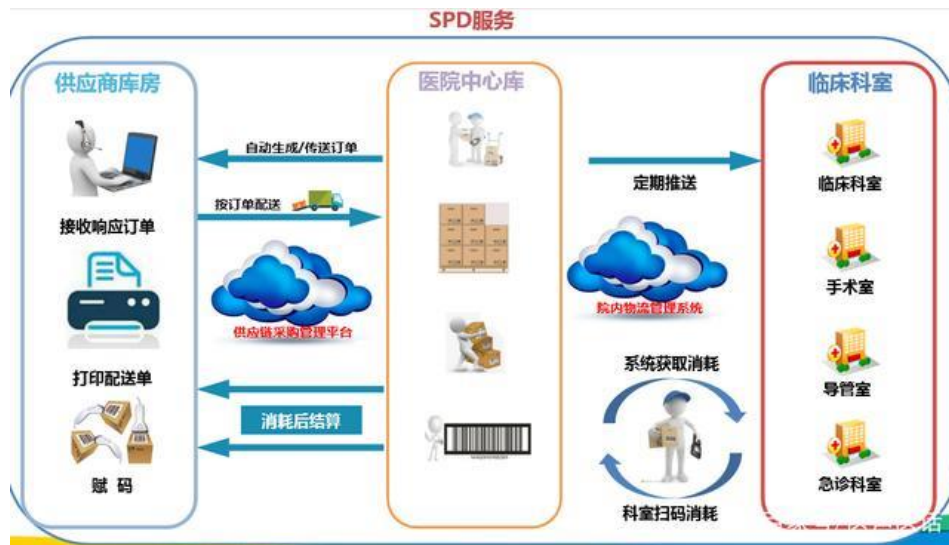 SPD服务
供应商库房
医院中心库
临床科室
自动生成/传送订单
定期推送
临床科室
按订单配送
接收响应订单
手术室
供应链采购管理平台
院内物流管理系统
打印配送单
系统获取消耗
导管室
消耗后结算
赋 码
急诊科室
科室扫码消耗